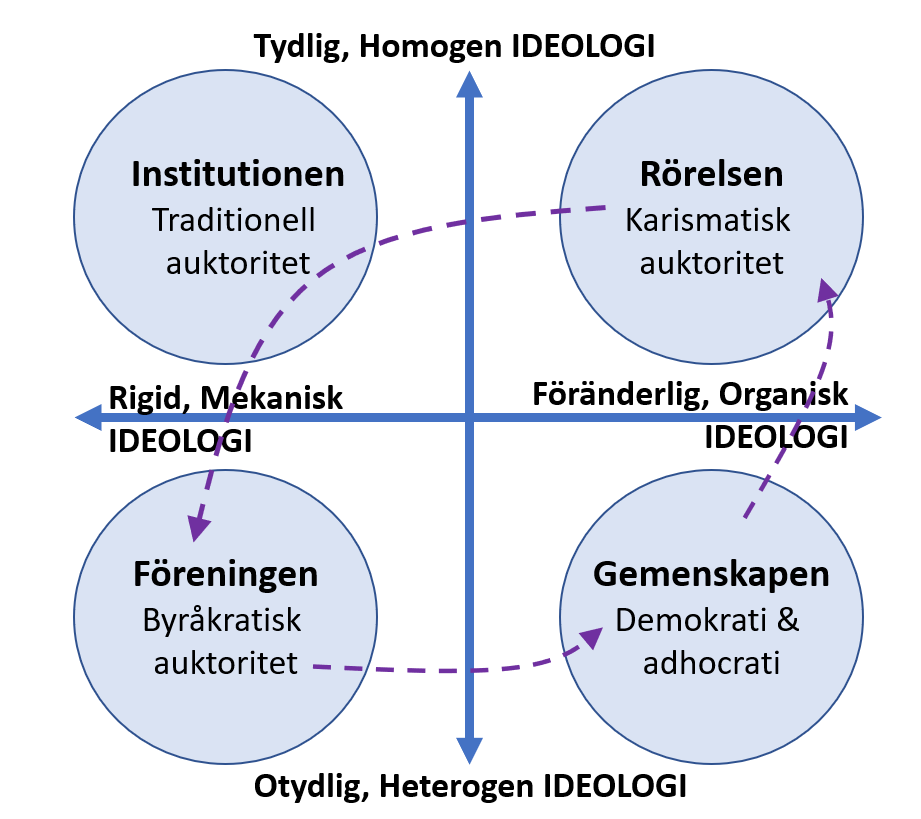 Tydlig, Homogen IDEOLOGI
Institutionen
Traditionell
auktoritet
Rörelsen
Karismatisk
auktoritet
Rigid, Mekanisk
IDEOLOGI
Föränderlig, Organisk
IDEOLOGI
Föreningen
Byråkratisk
auktoritet
Gemenskapen
Demokrati &
adhocrati
Otydlig, Heterogen IDEOLOGI